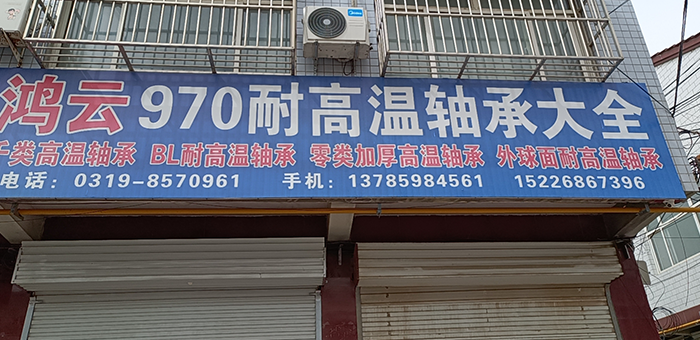 鸿云970耐高温轴承大全
千类高温轴承 BL耐高温轴承 零类加厚高温轴承 外球面耐高温轴承
电话：0319-8570961 手机：13785984561 15226867396
Midea